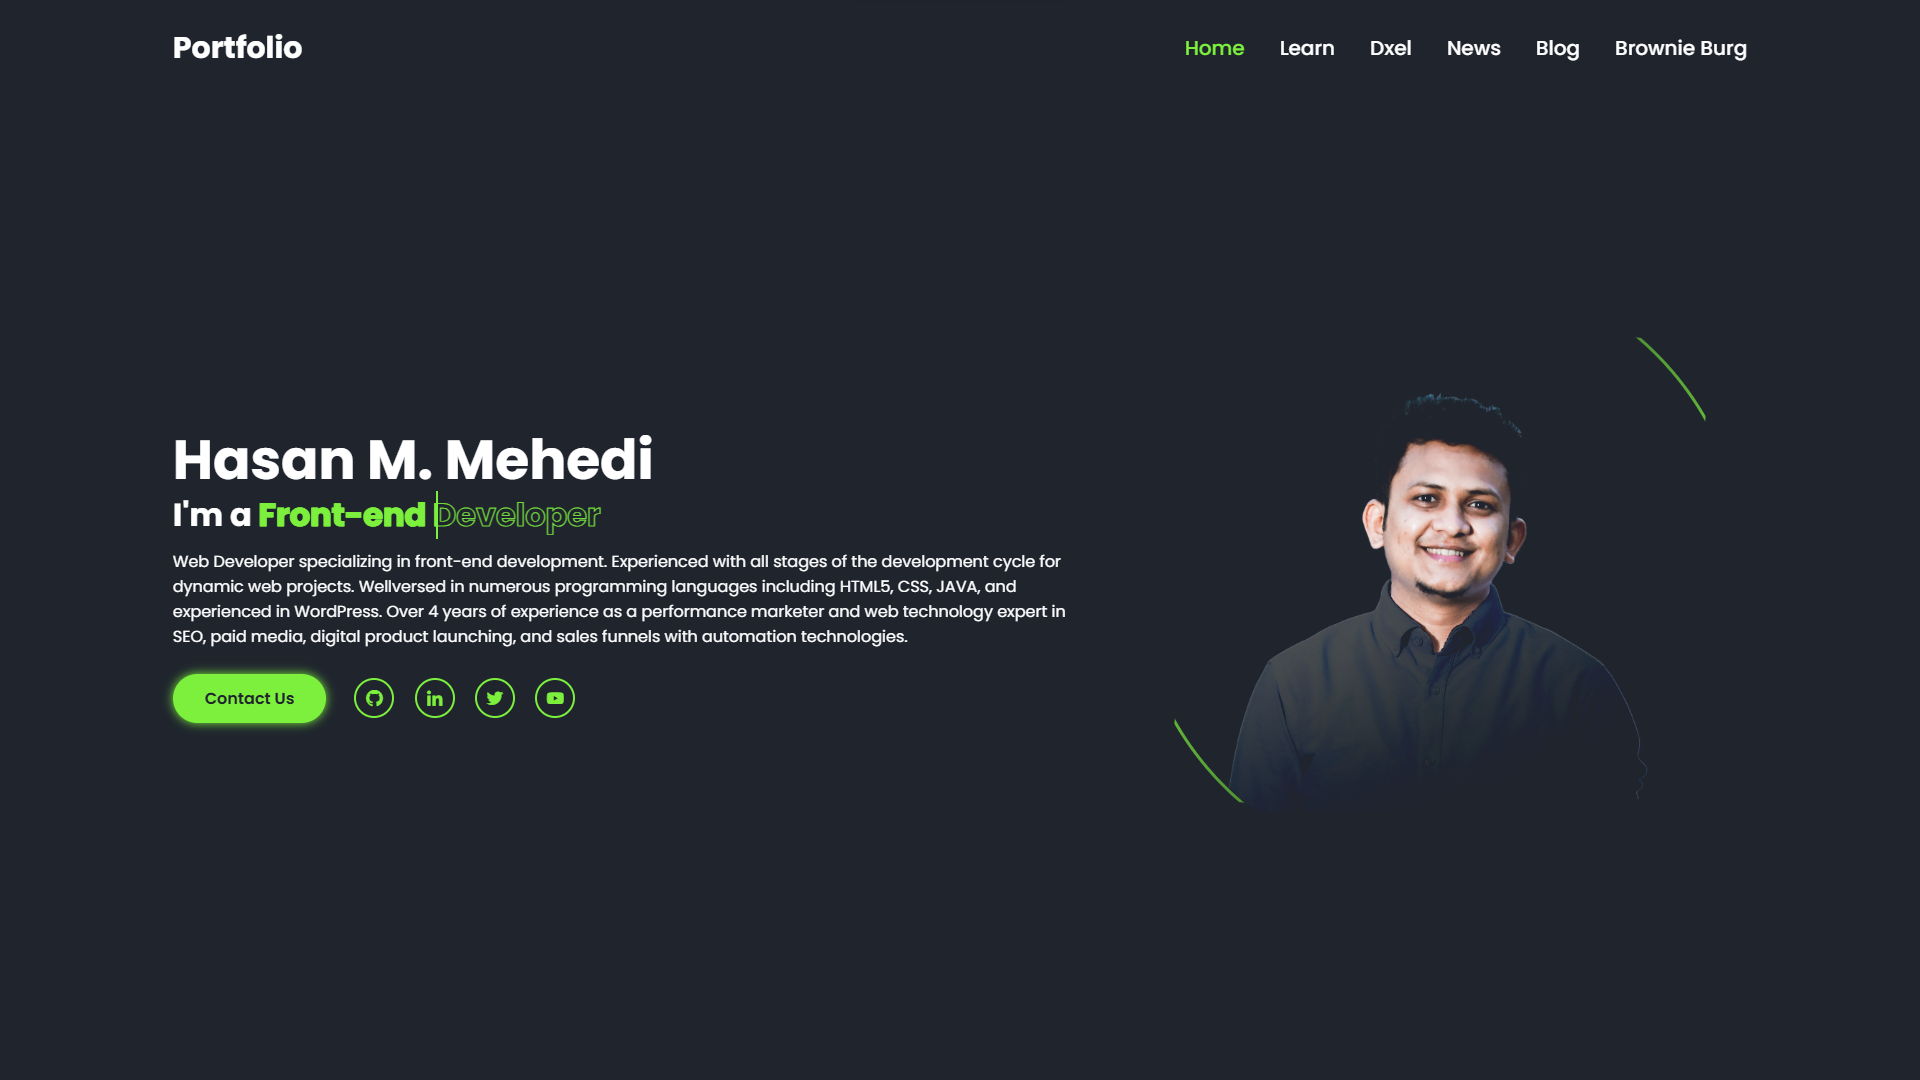 Portfolio
Home Learn Dxel News Blog Brownie Burg
Hasan M. Mehedi
I'm a Front-end Developer
Web Developer specializing in front-end development. Experienced with all stages of the development cycle for
dynamic web projects. Wellversed in numerous programming languages including HTML5, CSS, JAVA, and
experienced in WordPress. Over 4 years of experience as a performance marketer and web technology expert in
SEO, paid media, digital product launching, and sales funnels with automation technologies.
Contact Us